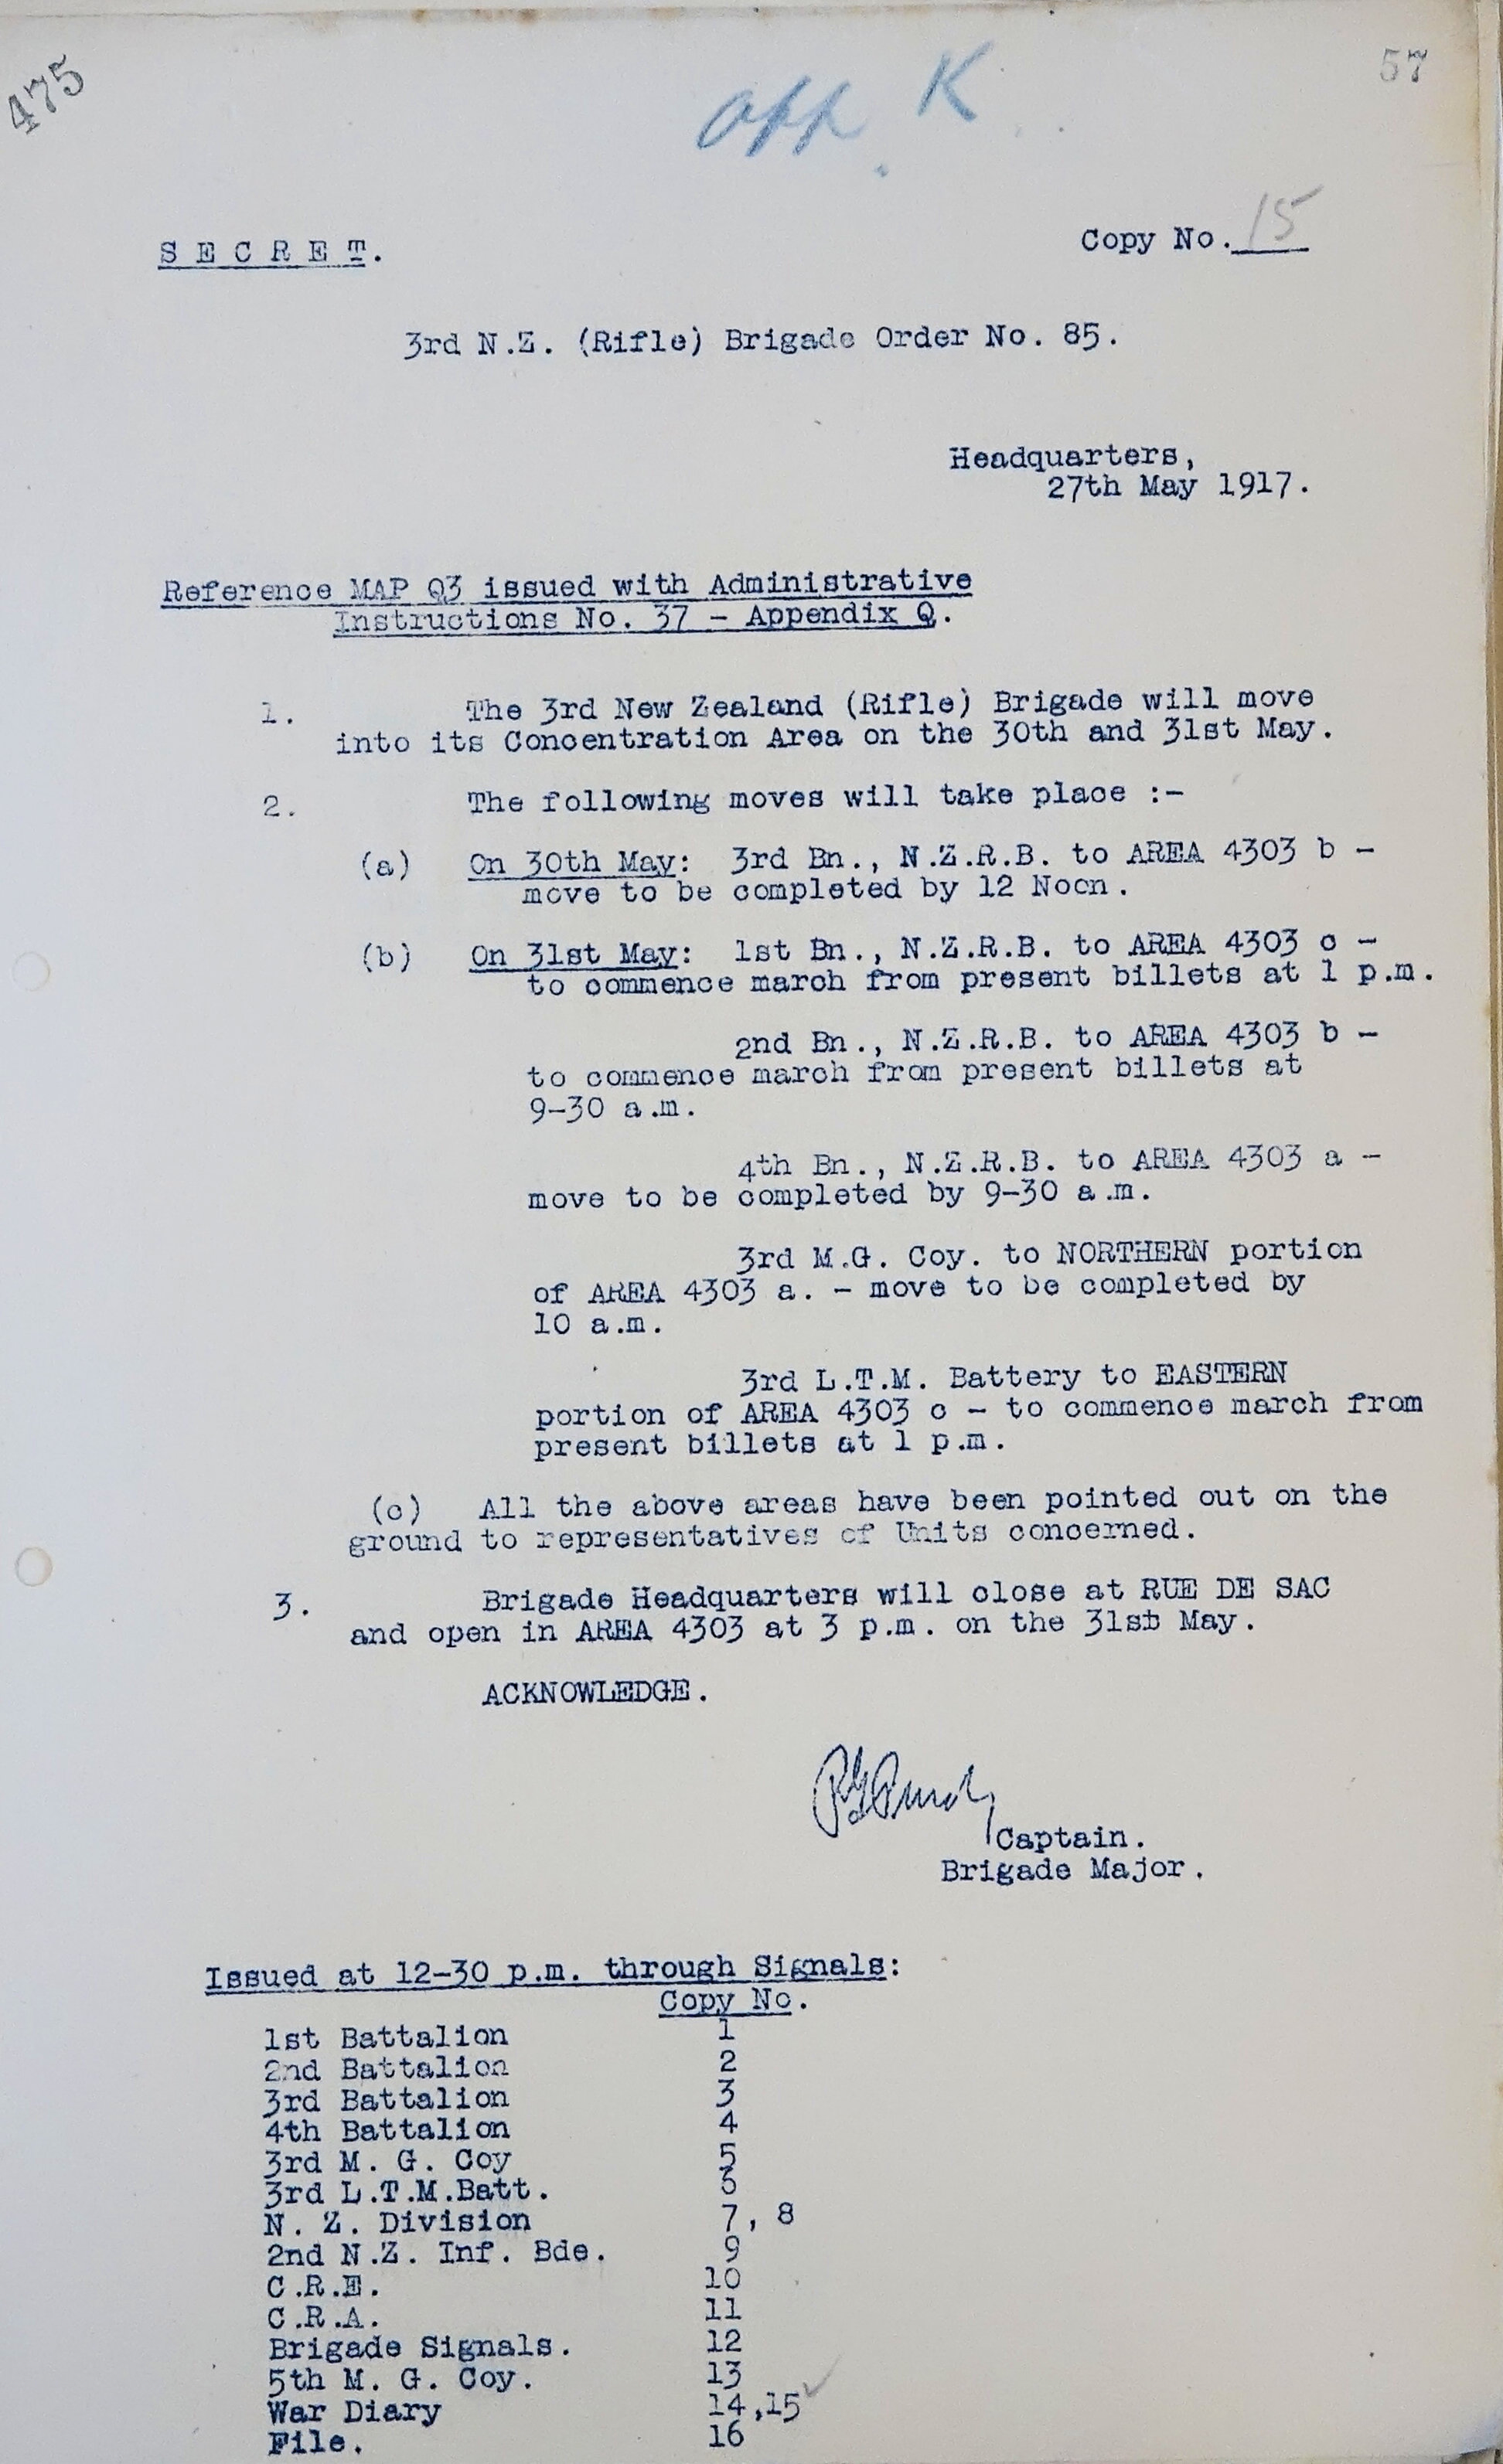 475
57
app. K
SECRET.
Copy No. 15
3rd N.Z. (Rifle) Brigade Order No. 85.
Headquarters,
27th May 1917.
Reference MAP Q3 issued with Administrative
Instructions No. 37 - Appendix Q.
1. The 3rd New Zealand (Rifle) Brigade will move
into its Concentration Area on the 30th and 31st May.
2. The following moves will take place :-
(a) On 30th May: 3rd Bn., N.Z.R.B. to AREA 4303 b -
move to be completed by 12 Noon.
(b) On 31st May: 1st Bn., N.Z.R.B. to AREA 4303 c -
to commence march from present billets at 1 p.m.
2nd Bn., N.Z.R.B. to AREA 4303 b -
to commence march from present billets at
9-30 a.m.
4th Bn., N.Z.R.B. to AREA 4303 a -
move to be completed by 9-30 a.m.
3rd M.G. Coy. to NORTHERN portion
of AREA 4303 a. - move to be completed by
10 a.m.
3rd L.T.M. Battery to EASTERN
portion of AREA 4303 c - to commence march from
present billets at 1 p.m.
(c) All the above areas have been pointed out on the
ground to representatives of Units concerned.
3. Brigade Headquarters will close at RUE DE SAC
and open in AREA 4303 at 3 p.m. on the 31st May.
ACKNOWLEDGE.
Captain.
Brigade Major.
Issued at 12-30 p.m. through Signals:
Copy No.
1st Battalion 1
2nd Battalion 2
3rd Battalion 3
4th Battalion 4
3rd M. G. Coy 5
3rd L.T.M.Batt. 6
N. Z. Division 7, 8
2nd N.Z. Inf. Bde. 9
C.R.E. 10
C.R.A. 11
Brigade Signals. 12
5th M. G. Coy. 13
War Diary 14,15
File. 16